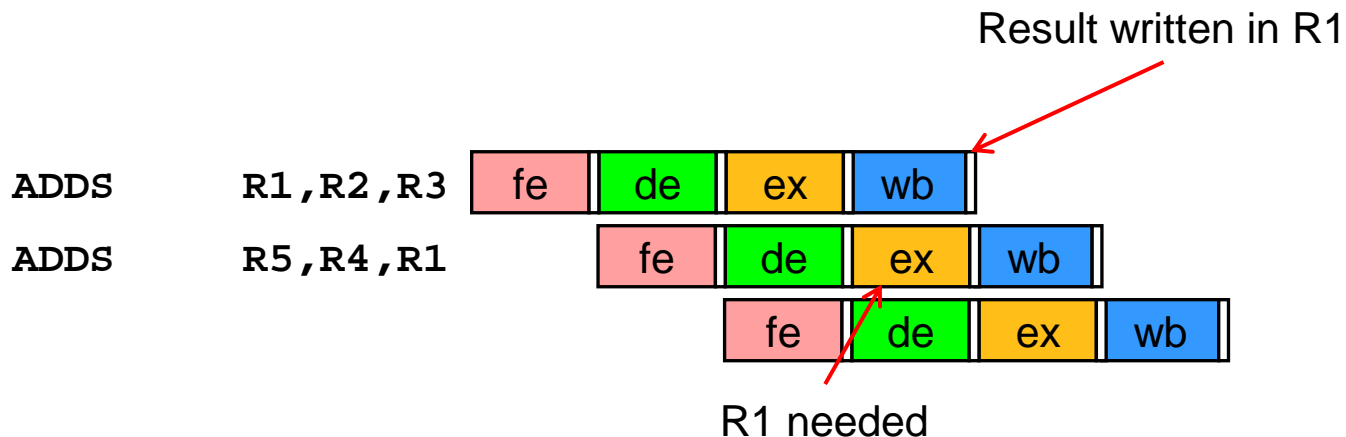 Result written in R1
ADDS R1,R2,R3 fe de ex wb
ADDS R5,R4,R1 fe de ex wb
fe de ex wb
R1 needed